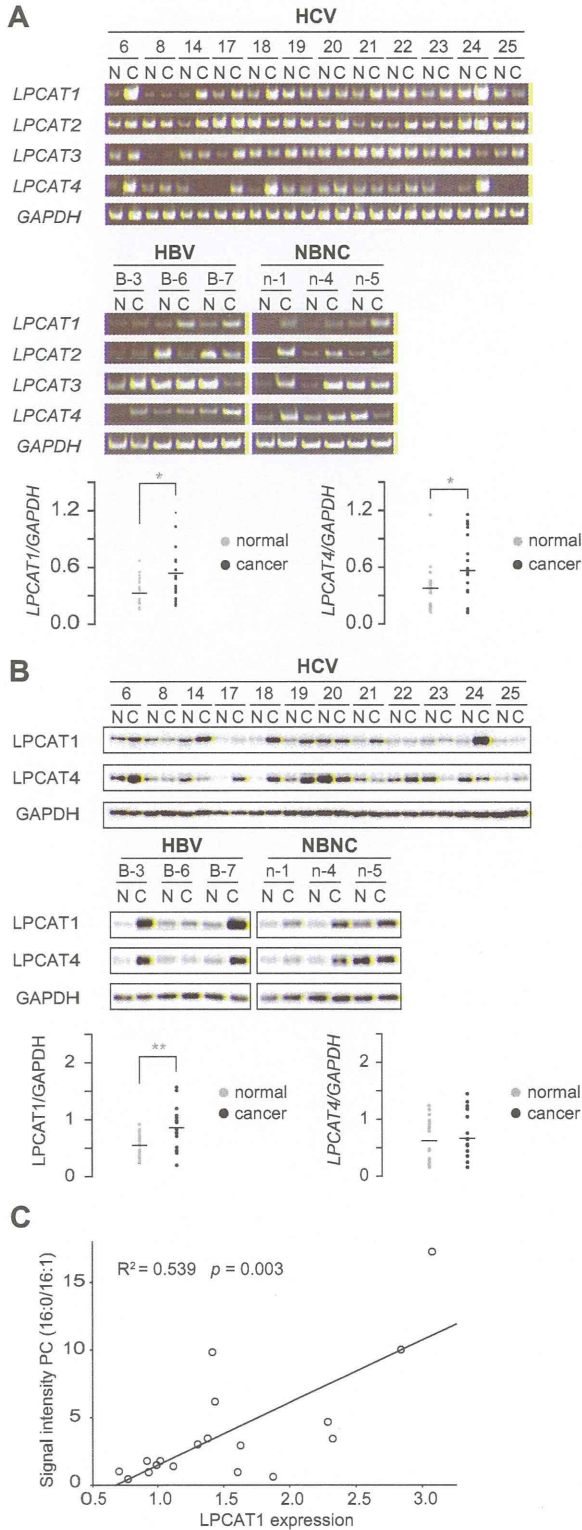 A
HCV
6 8 14 17 18 19 20 21 22 23 24 25
N C N C N C N C N C N C N C N C N C N C N C N C
LPCAT1
LPCAT2
LPCAT3
LPCAT4
GAPDH
HBV NBNC
B-3 B-6 B-7 n-1 n-4 n-5
N C N C N C N C N C N C
LPCAT1
LPCAT2
LPCAT3
LPCAT4
GAPDH
LPCAT1/GAPDH
1.2
0.6
0.0
*
normal
cancer
LPCAT4/GAPDH
1.2
0.6
0.0
*
normal
cancer
B
HCV
6 8 14 17 18 19 20 21 22 23 24 25
N C N C N C N C N C N C N C N C N C N C N C N C
LPCAT1
LPCAT4
GAPDH
HBV NBNC
B-3 B-6 B-7 n-1 n-4 n-5
N C N C N C N C N C N C
LPCAT1
LPCAT4
GAPDH
LPCAT1/GAPDH
2
1
0
**
normal
cancer
LPCAT4/GAPDH
2
1
0
normal
cancer
C
Signal intensity PC (16:0/16:1)
R2 = 0.539 p = 0.003
15
10
5
0
0.5 1.0 1.5 2.0 2.5 3.0
LPCAT1 expression